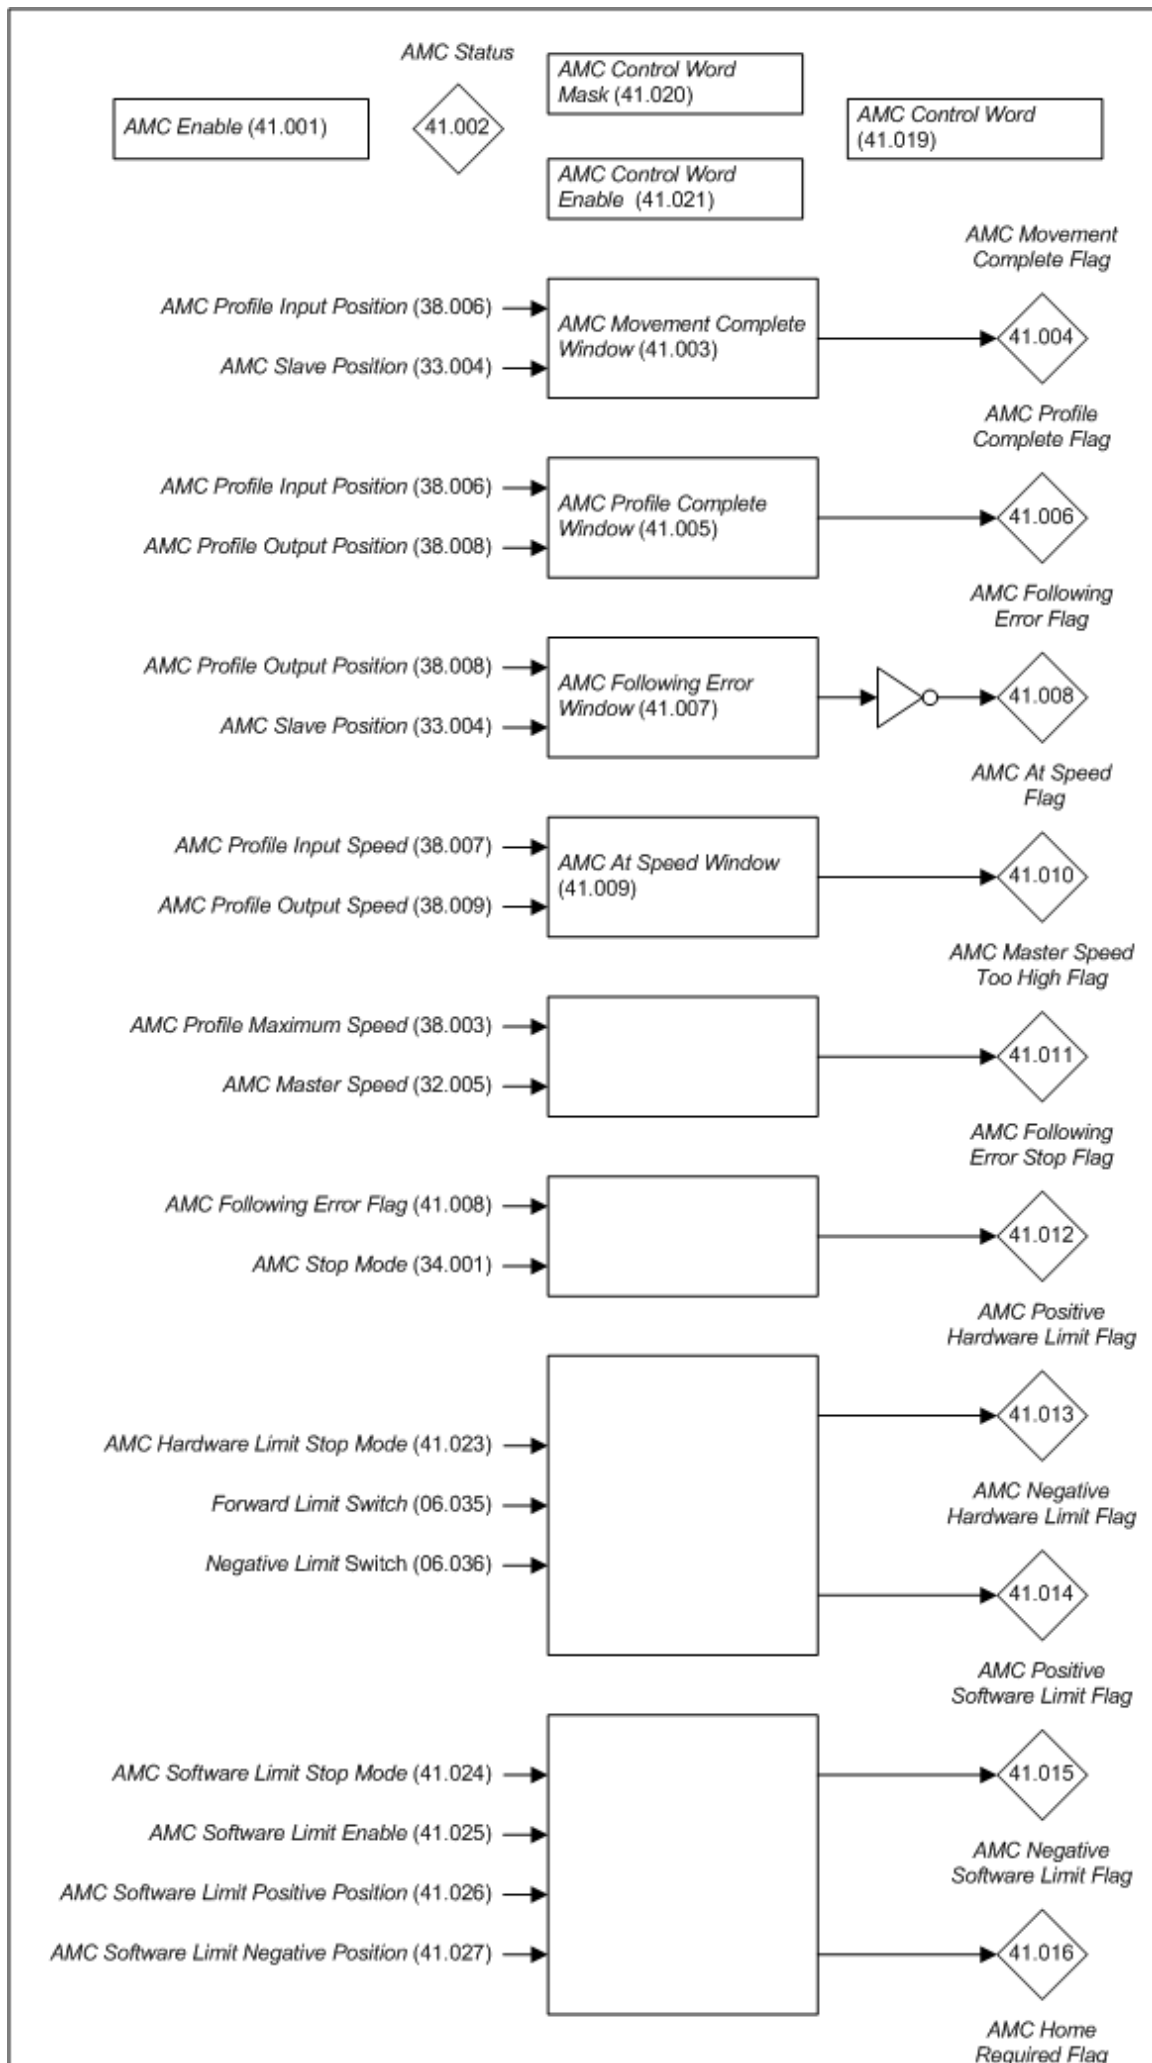 AMC Status
AMC Control Word
Mask (41.020)
AMC Enable (41.001)
41.002
AMC Control Word
(41.019)
AMC Control Word
Enable (41.021)
AMC Movement
Complete Flag
AMC Profile Input Position (38.006)
AMC Movement Complete
Window (41.003)
41.004
AMC Slave Position (33.004)
AMC Profile
Complete Flag
AMC Profile Input Position (38.006)
AMC Profile Complete
Window (41.005)
41.006
AMC Profile Output Position (38.008)
AMC Following
Error Flag
AMC Profile Output Position (38.008)
AMC Following Error
Window (41.007)
41.008
AMC Slave Position (33.004)
AMC At Speed
Flag
AMC Profile Input Speed (38.007)
AMC At Speed Window
(41.009)
41.010
AMC Profile Output Speed (38.009)
AMC Master Speed
Too High Flag
AMC Profile Maximum Speed (38.003)
41.011
AMC Master Speed (32.005)
AMC Following
Error Stop Flag
AMC Following Error Flag (41.008)
41.012
AMC Stop Mode (34.001)
AMC Positive
Hardware Limit Flag
41.013
AMC Hardware Limit Stop Mode (41.023)
Forward Limit Switch (06.035)
AMC Negative
Hardware Limit Flag
Negative Limit Switch (06.036)
41.014
AMC Positive
Software Limit Flag
AMC Software Limit Stop Mode (41.024)
41.015
AMC Software Limit Enable (41.025)
AMC Negative
Software Limit Flag
AMC Software Limit Positive Position (41.026)
AMC Software Limit Negative Position (41.027)
41.016
AMC Home
Required Flag